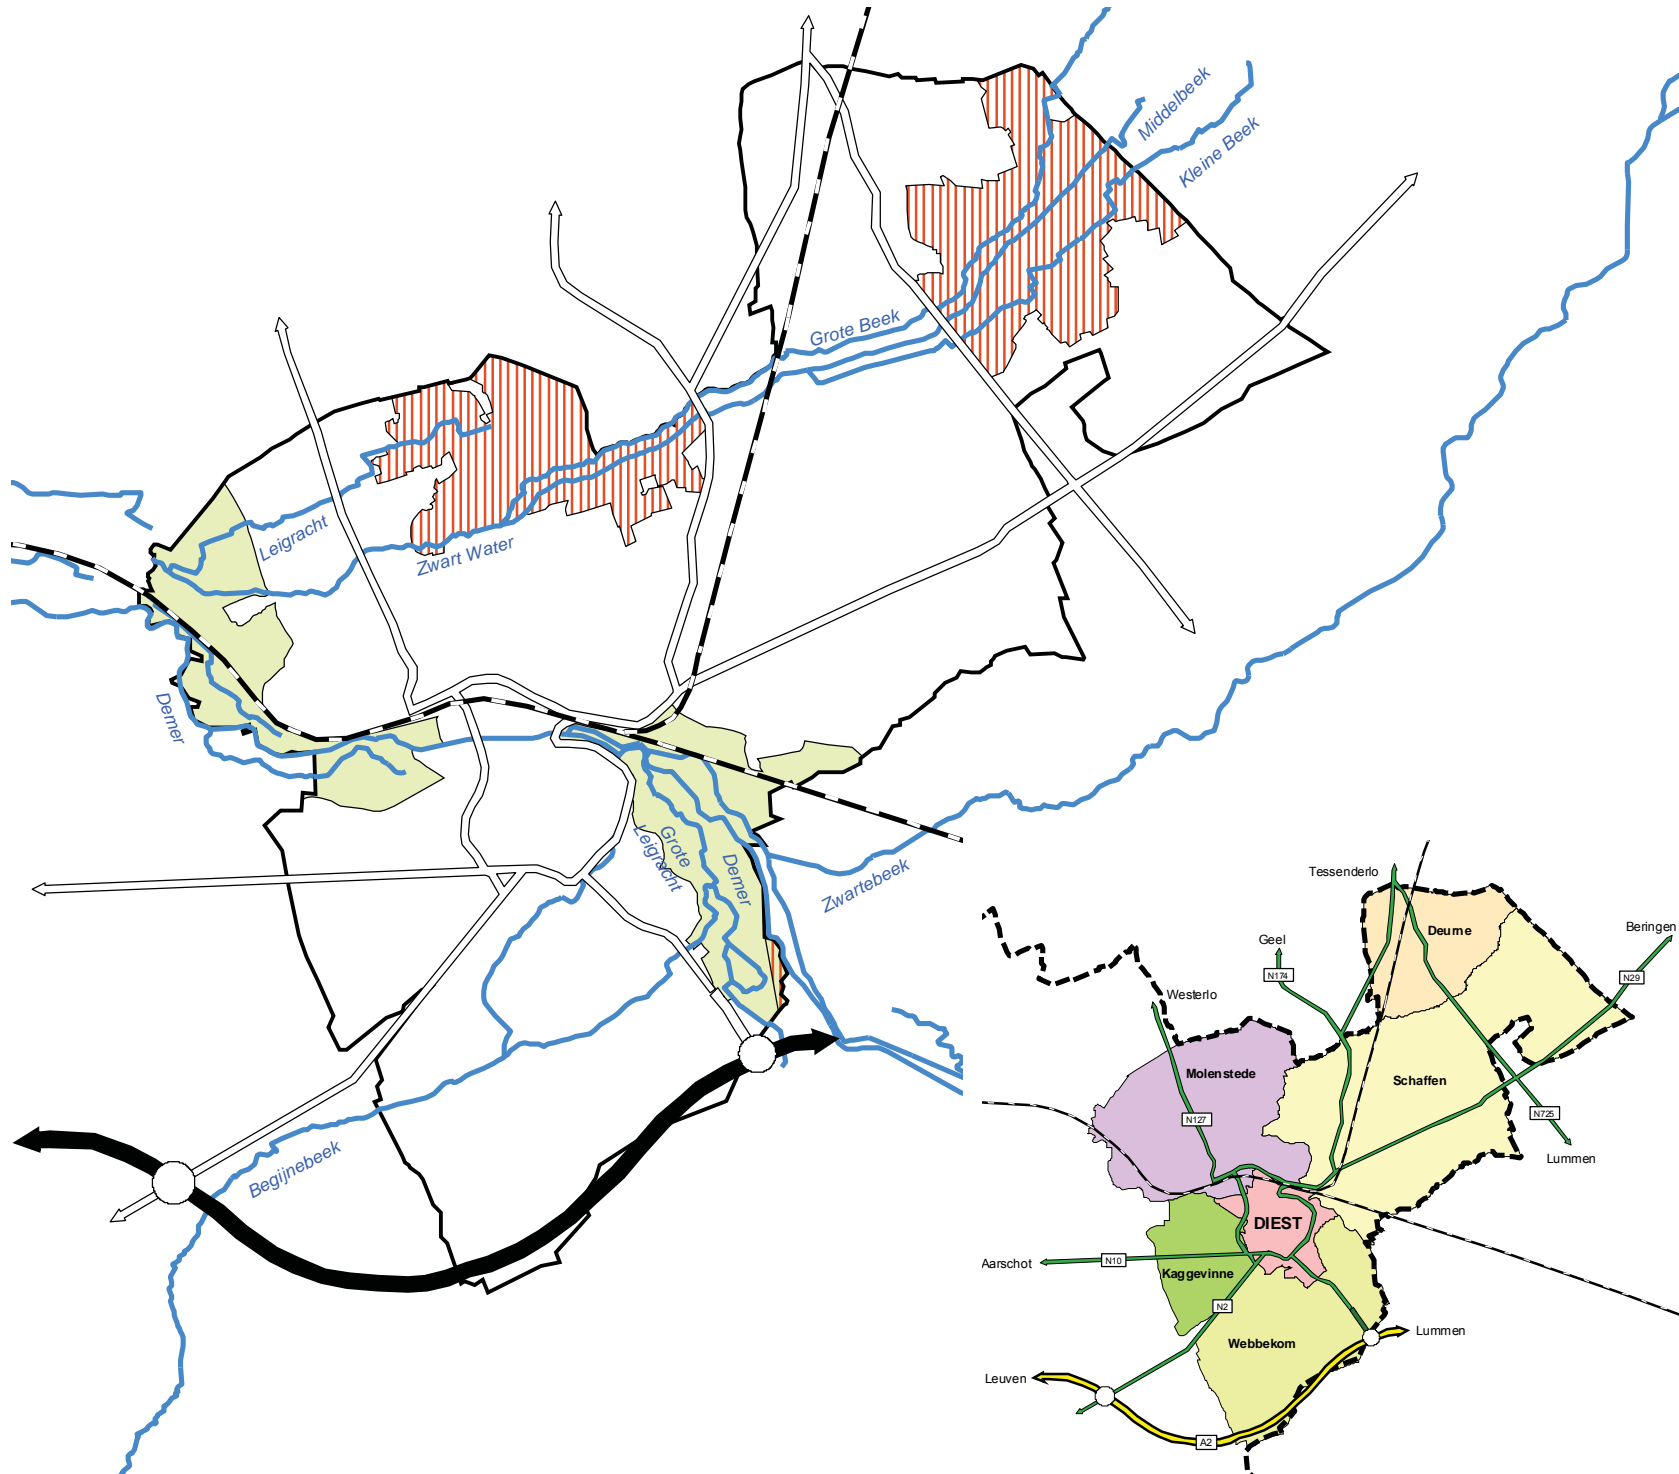 Middelbeek
Kleine Beek
Grote Beek
Leigracht
Zwart Water
Demer
Grote
Leigracht
Demer
Zwartebeek
Begijnebeek
Tessenderlo
Deurne
Beringen
Geel
N174
N29
Westerlo
Molenstede
Schaffen
N127
N725
Lummen
DIEST
Aarschot
N10
Kaggevinne
N2
Webbekom
Lummen
Leuven
A2